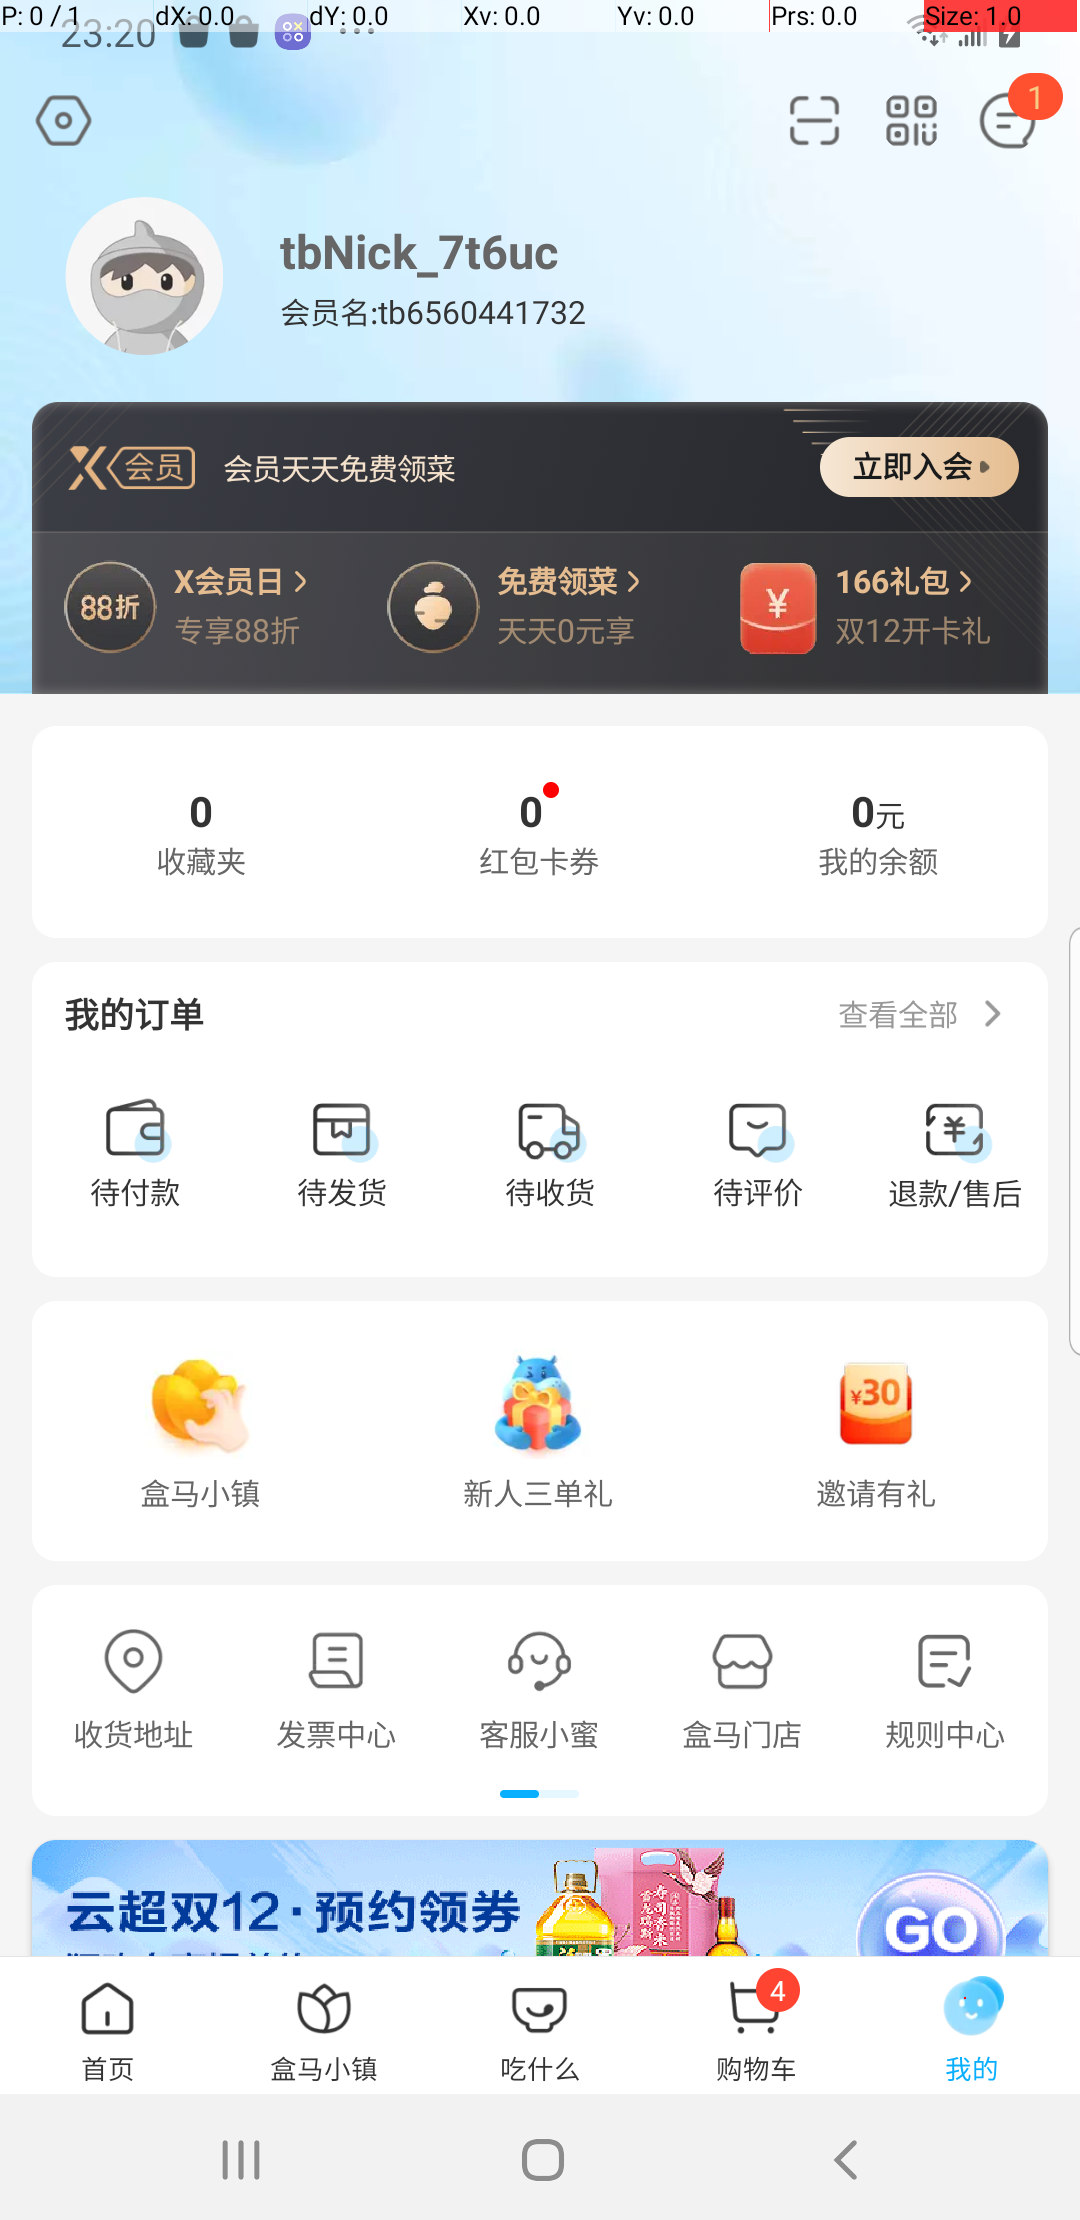 P: 0 / 1 dX: 0.0 dY: 0.0 Xv: 0.0 Yv: 0.0 Prs: 0.0 Size: 1.0
23:20
1
tbNick_7t6uc
会员名:tb6560441732
X会员 会员天天免费领菜 立即入会
88折 X会员日 免费领菜 ¥ 166礼包
专享88折 天天0元享 双12开卡礼
0 0 0元
收藏夹 红包卡券 我的余额
我的订单 查看全部
待付款 待发货 待收货 待评价 退款/售后
¥30
盒马小镇 新人三单礼 邀请有礼
收货地址 发票中心 客服小蜜 盒马门店 规则中心
云超双12·预约领券 GO
4
首页 盒马小镇 吃什么 购物车 我的